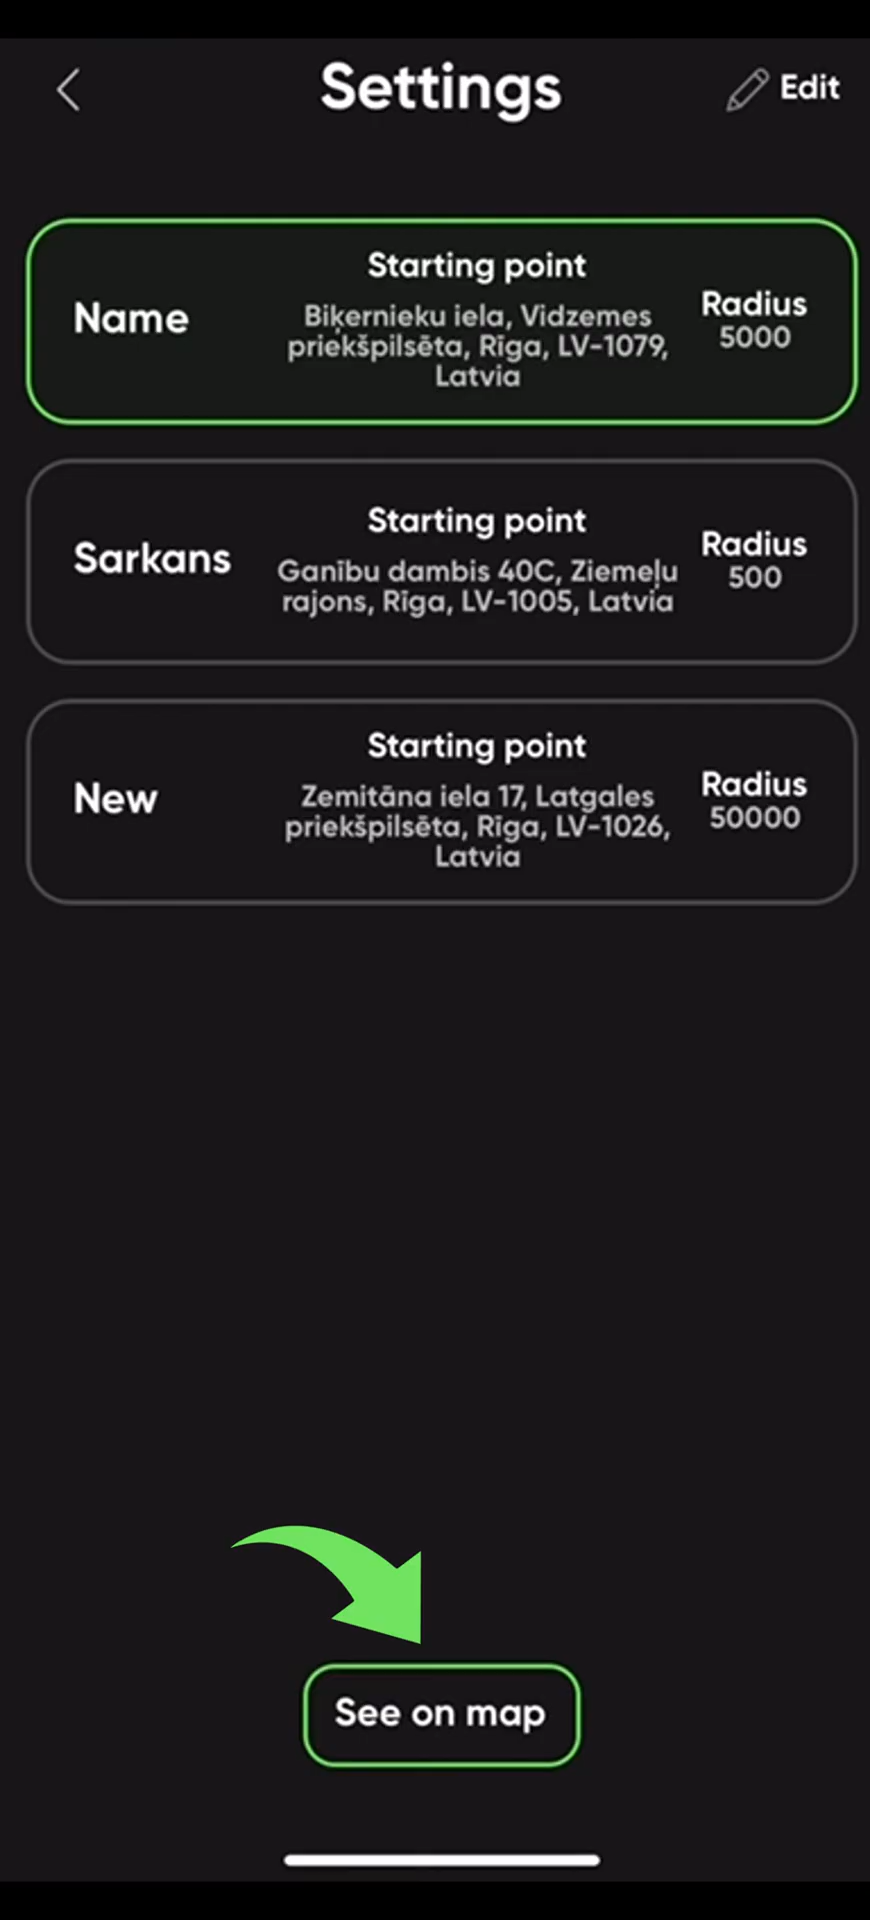 Settings
Edit
Name
Starting point
Biķernieku iela, Vidzemes
priekšpilsēta, Rīga, LV-1079,
Latvia
Radius
5000
Sarkans
Starting point
Ganību dambis 40C, Ziemeļu
rajons, Rīga, LV-1005, Latvia
Radius
500
New
Starting point
Zemitāna iela 17, Latgales
priekšpilsēta, Rīga, LV-1026,
Latvia
Radius
50000
See on map